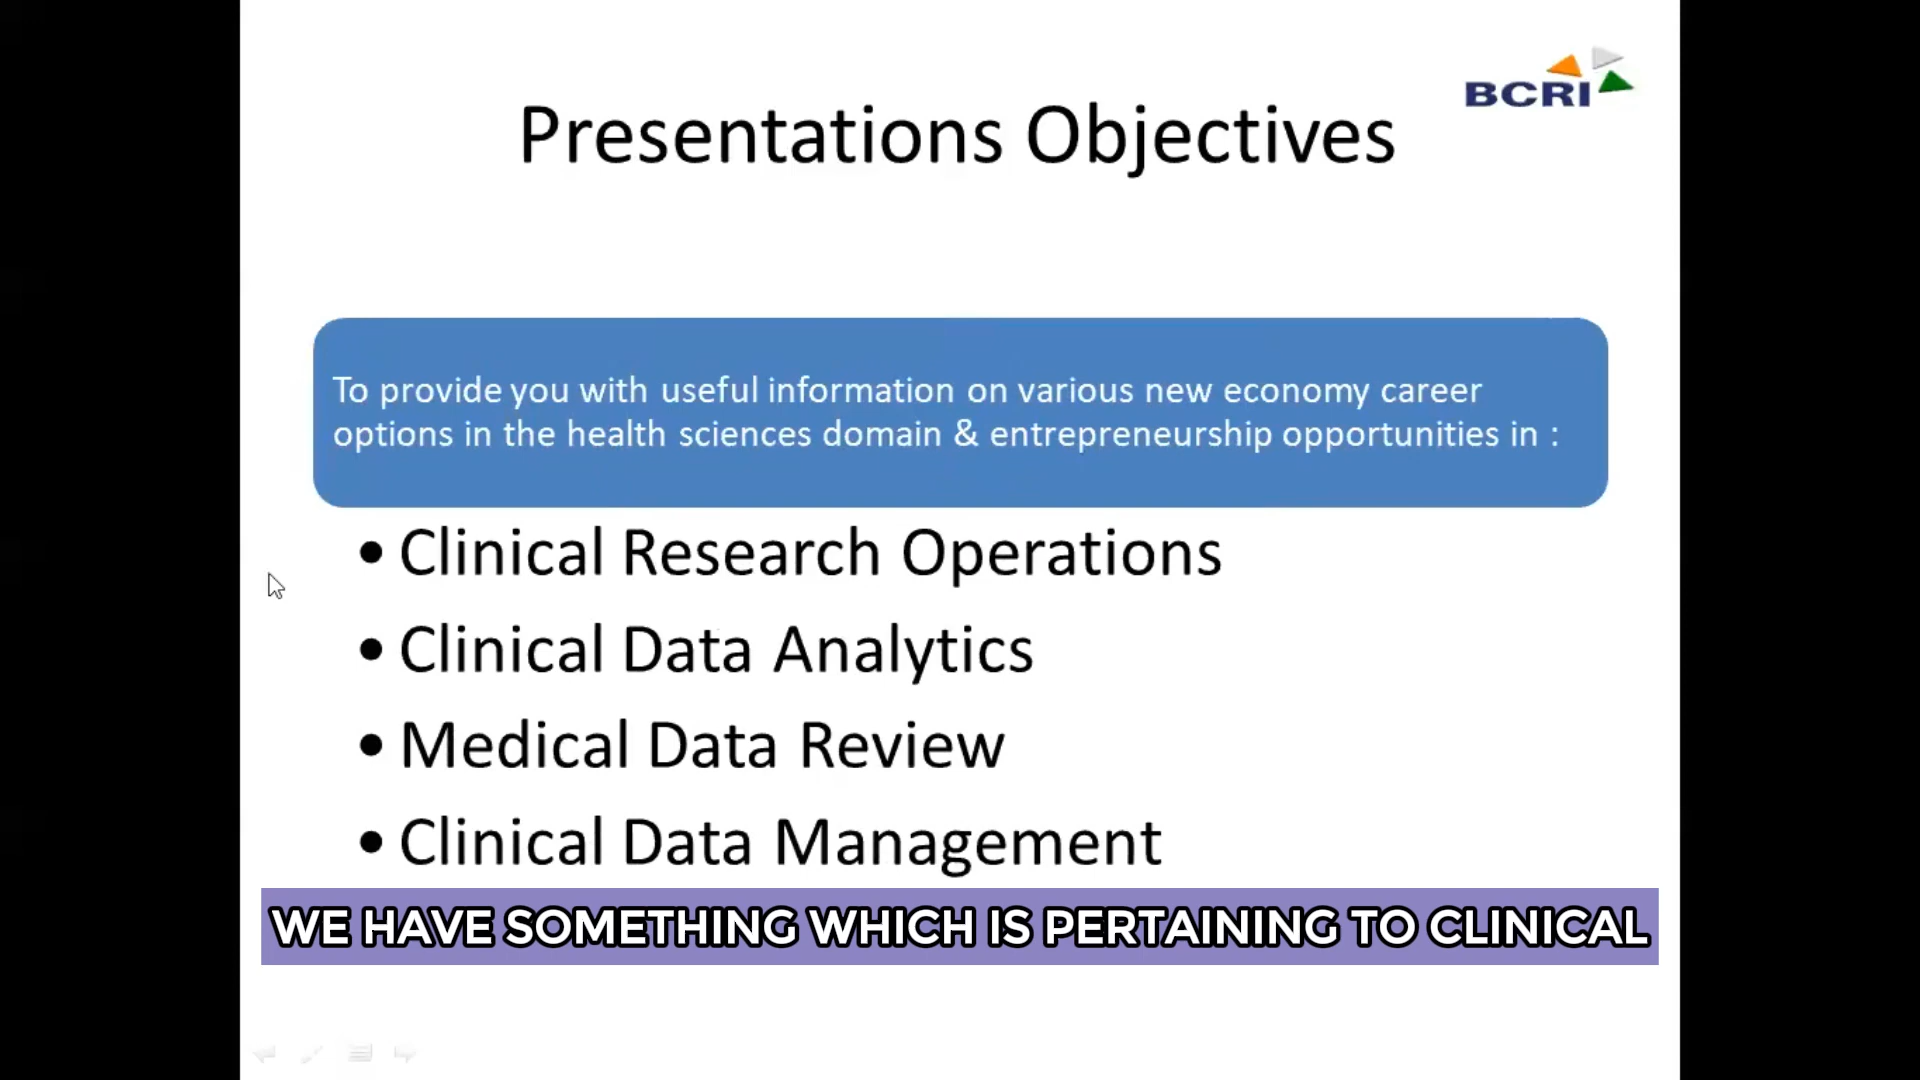 BCRI
Presentations Objectives
To provide you with useful information on various new economy career
options in the health sciences domain & entrepreneurship opportunities in :
• Clinical Research Operations
• Clinical Data Analytics
• Medical Data Review
• Clinical Data Management
WE HAVE SOMETHING WHICH IS PERTAINING TO CLINICAL